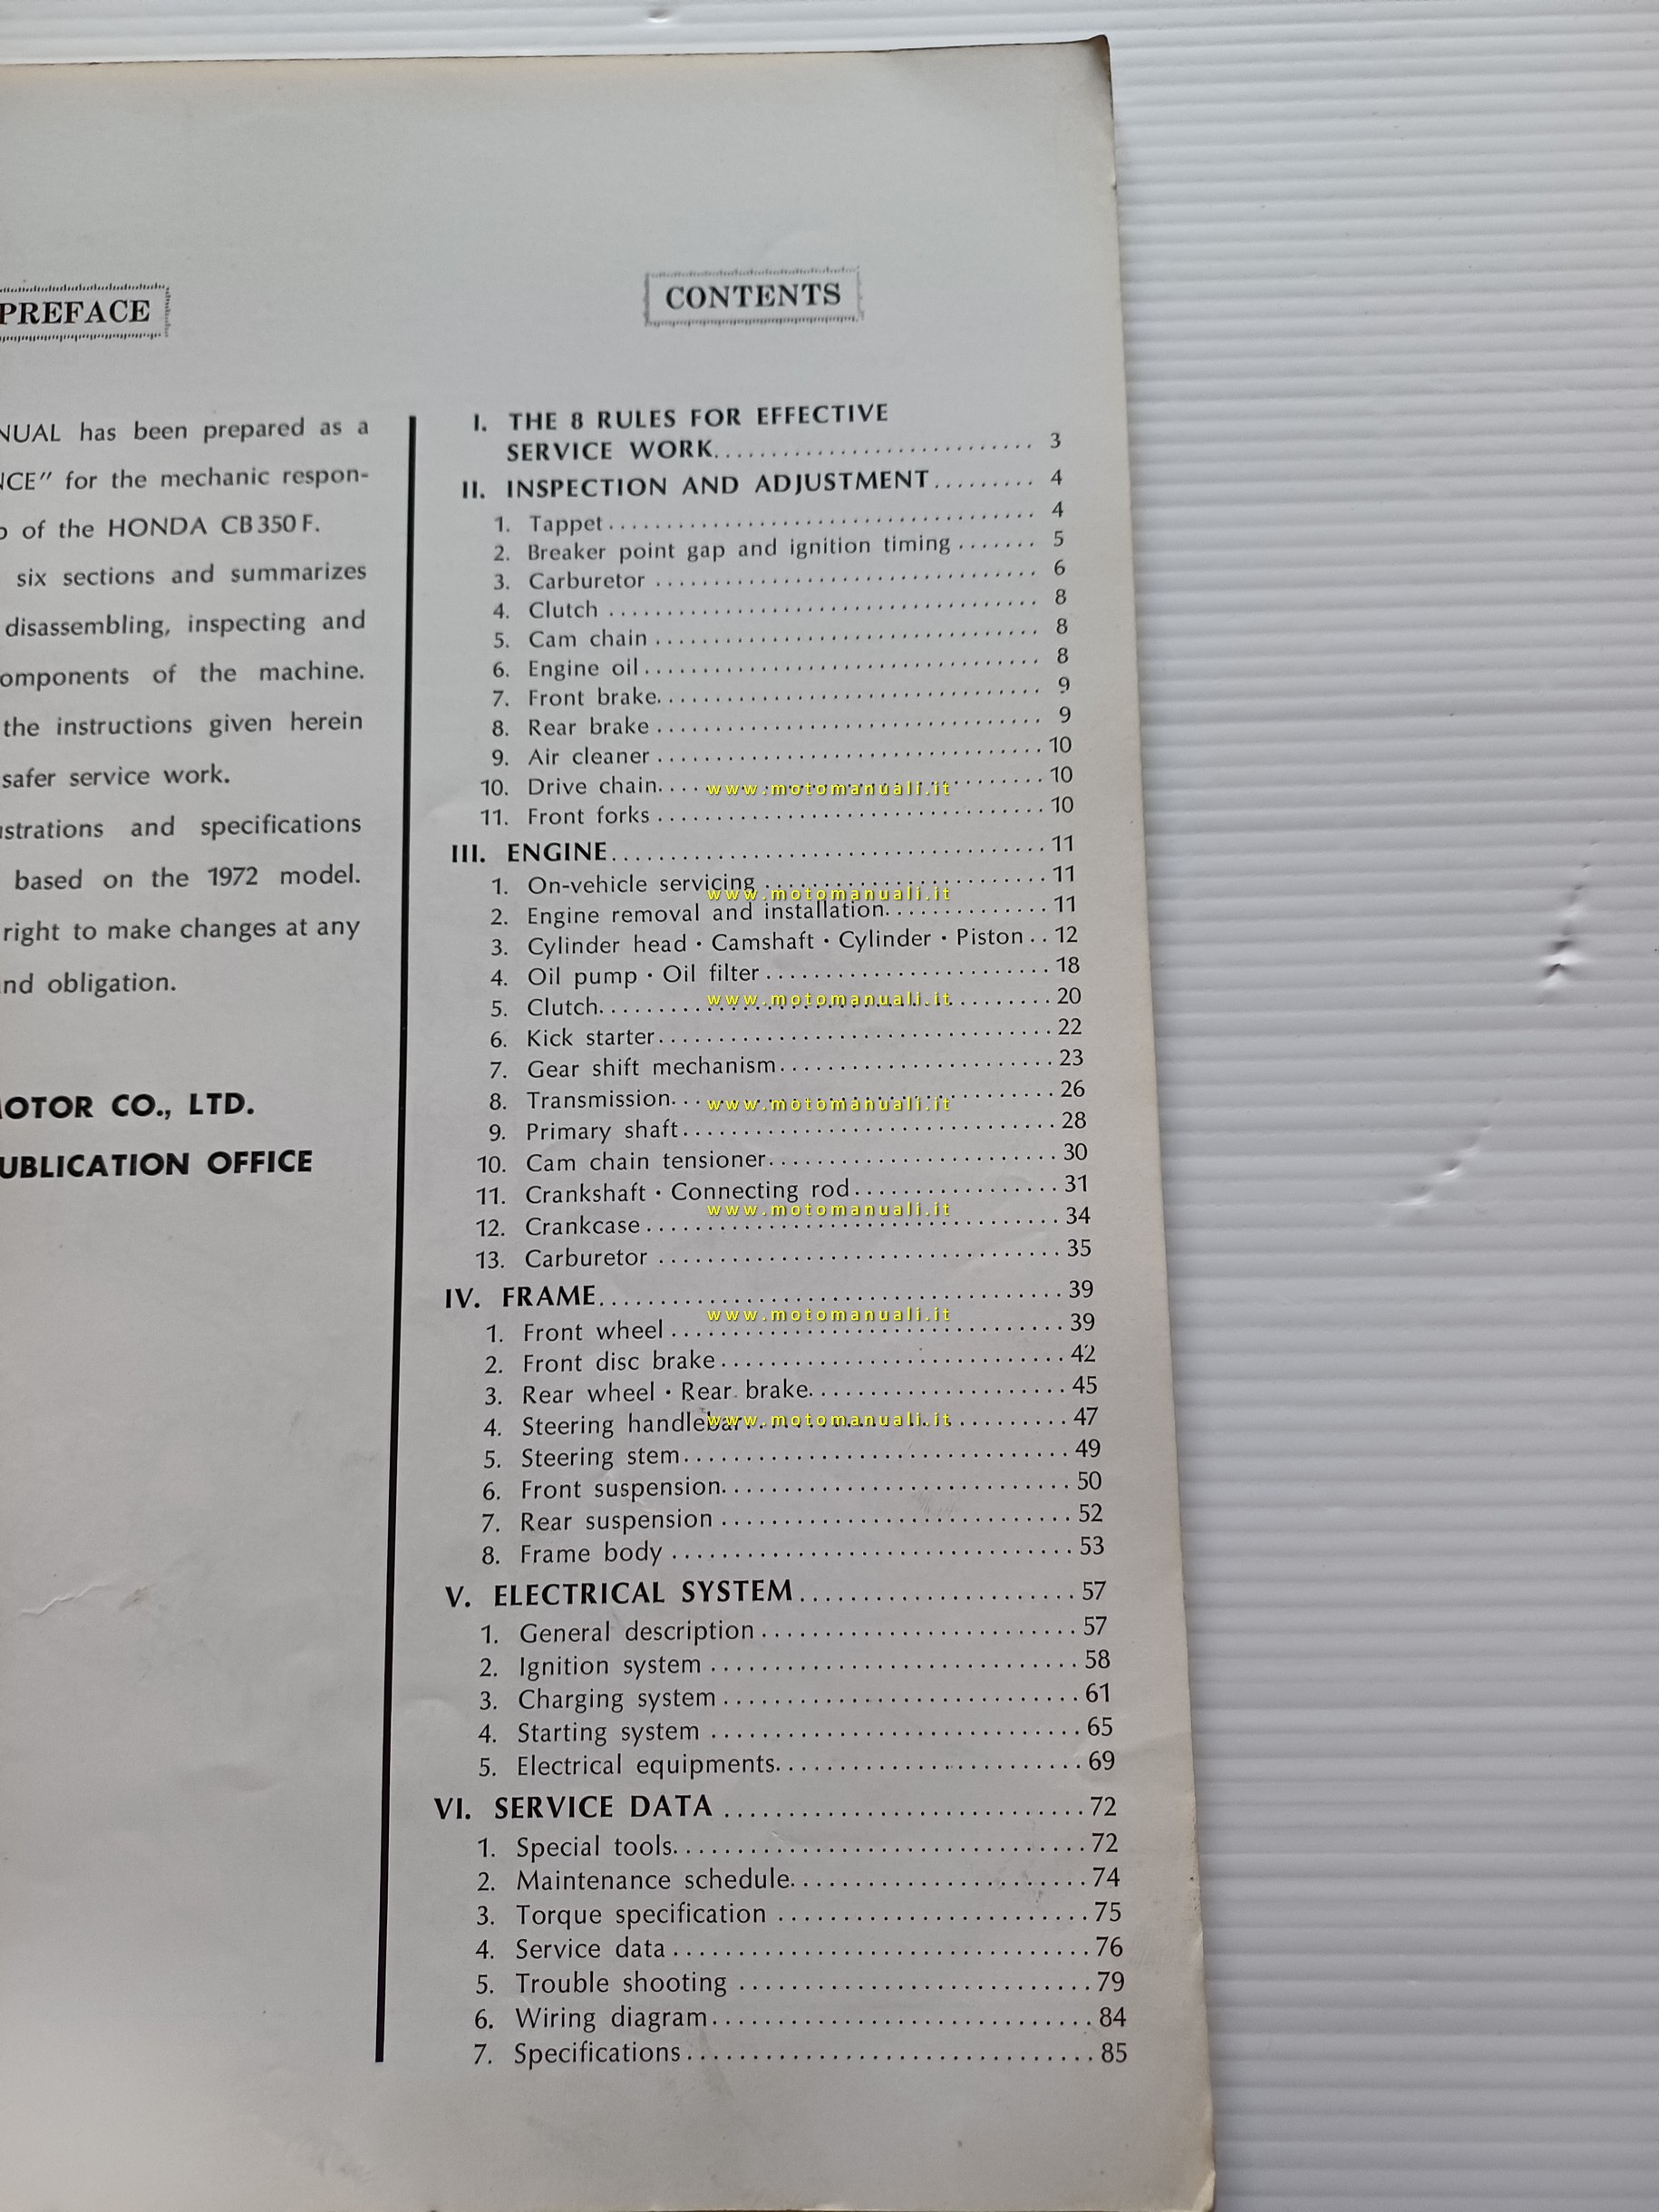 PREFACE
NUAL has been prepared as a
NCE" for the mechanic respon-
of the HONDA CB350F.
six sections and summarizes
disassembling, inspecting and
omponents of the machine.
the instructions given herein
safer service work.
ustrations and specifications
based on the 1972 model.
right to make changes at any
nd obligation.
MOTOR CO., LTD.
UBLICATION OFFICE
CONTENTS
I. THE 8 RULES FOR EFFECTIVE
SERVICE WORK............................ 3
II. INSPECTION AND ADJUSTMENT......... 4
1. Tappet...................................... 4
2. Breaker point gap and ignition timing....... 5
3. Carburetor.................................. 6
4. Clutch...................................... 8
5. Cam chain.................................. 8
6. Engine oil................................... 8
7. Front brake.................................. 9
8. Rear brake.................................. 9
9. Air cleaner.................................. 10
10. Drive chain.................................. 10
www.motomanuali.it
11. Front forks.................................. 10
III. ENGINE....................................... 11
1. On-vehicle servicing......................... 11
www.motomanuali.it
2. Engine removal and installation.............. 11
3. Cylinder head · Camshaft · Cylinder · Piston.. 12
4. Oil pump · Oil filter......................... 18
5. Clutch....................................... 20
www.motomanuali.it
6. Kick starter.................................. 22
7. Gear shift mechanism........................ 23
8. Transmission................................. 26
www.motomanuali.it
9. Primary shaft................................ 28
10. Cam chain tensioner......................... 30
11. Crankshaft · Connecting rod.................. 31
www.motomanuali.it
12. Crankcase................................... 34
13. Carburetor.................................. 35
IV. FRAME........................................ 39
www.motomanuali.it
1. Front wheel.................................. 39
2. Front disc brake.............................. 42
3. Rear wheel · Rear brake...................... 45
4. Steering handlebar........................... 47
www.motomanuali.it
5. Steering stem................................ 49
6. Front suspension............................. 50
7. Rear suspension.............................. 52
8. Frame body.................................. 53
V. ELECTRICAL SYSTEM....................... 57
1. General description.......................... 57
2. Ignition system............................... 58
3. Charging system............................. 61
4. Starting system............................... 65
5. Electrical equipments........................ 69
VI. SERVICE DATA.............................. 72
1. Special tools................................. 72
2. Maintenance schedule........................ 74
3. Torque specification.......................... 75
4. Service data.................................. 76
5. Trouble shooting............................. 79
6. Wiring diagram............................... 84
7. Specifications................................. 85